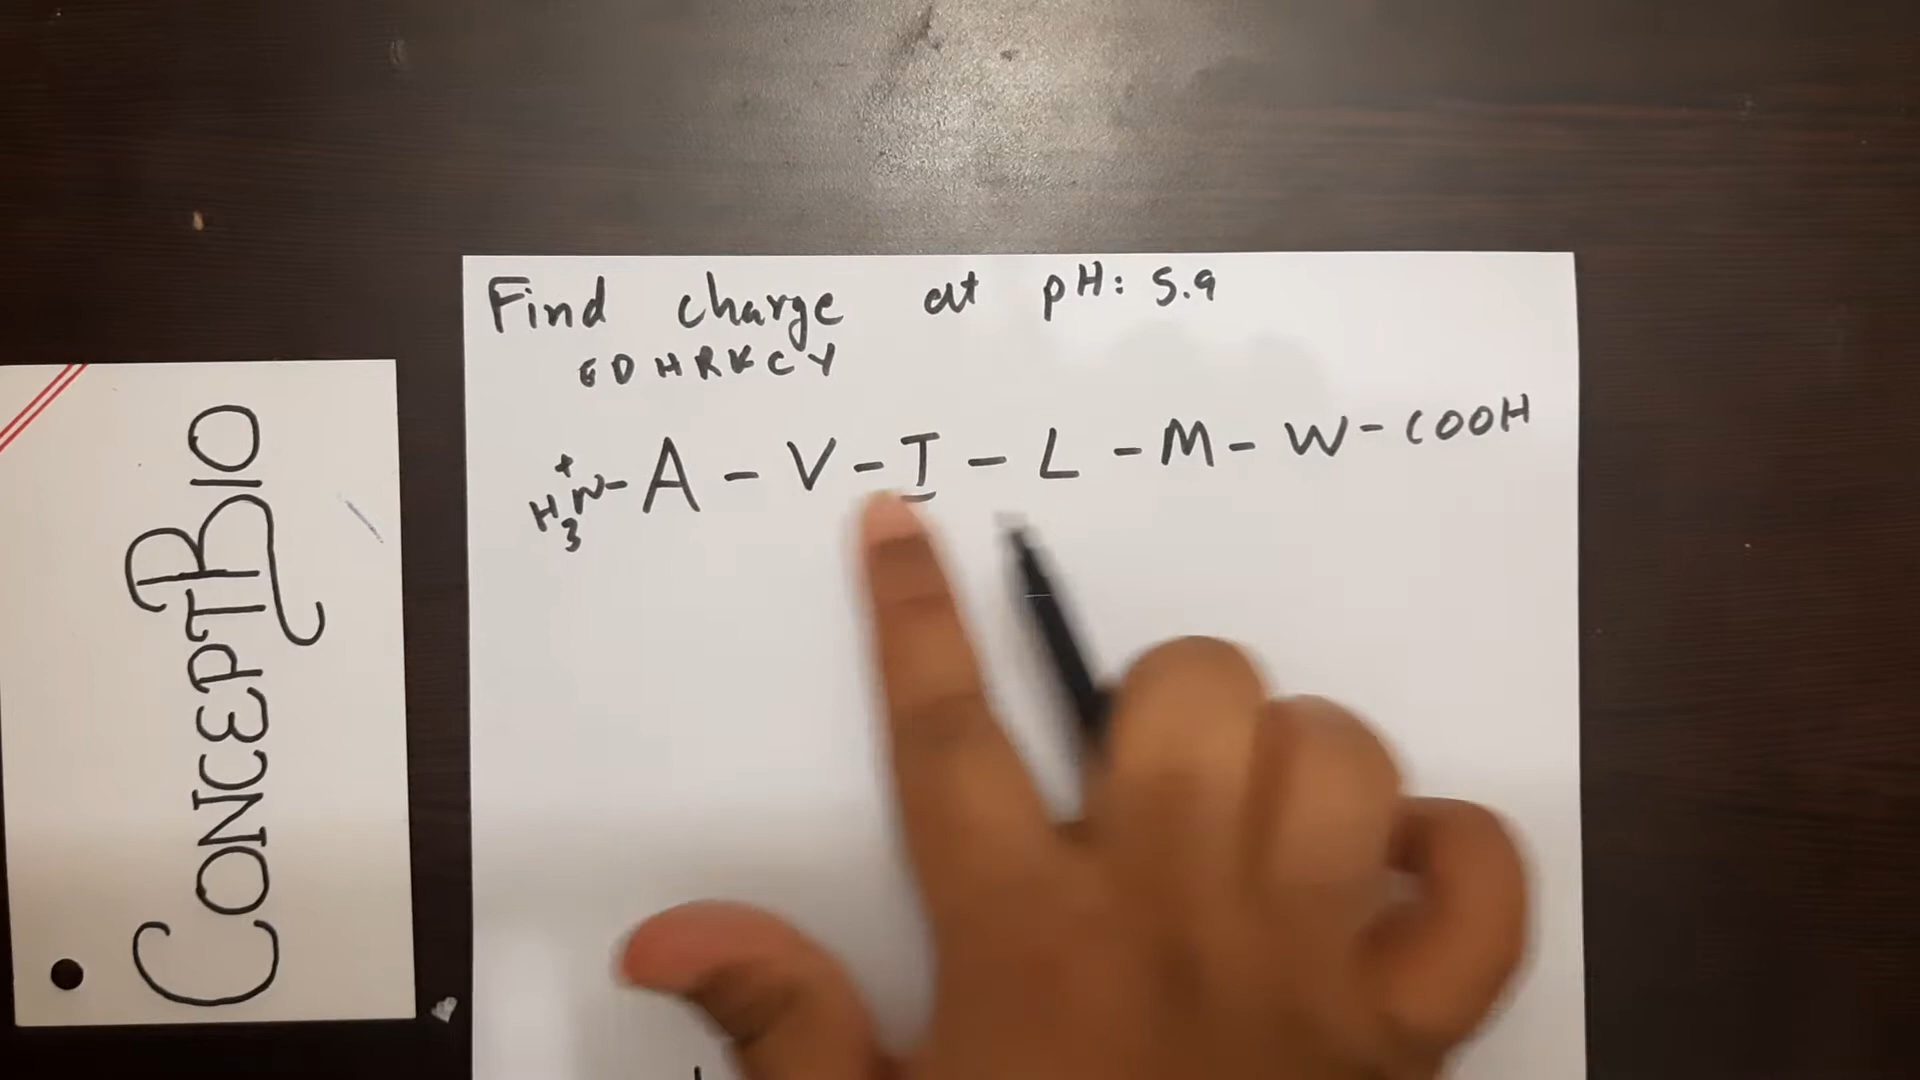 Find charge at pH: 5.9
E D H R K C Y
H3N+ - A - V - I - L - M - W - COOH
CONCEPTBIO